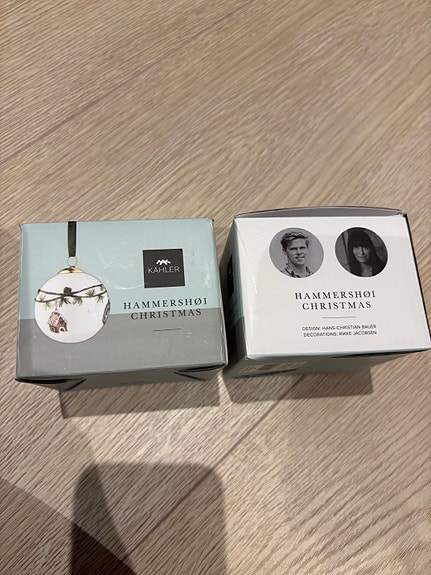 KÄHLER
HAMMERSHØI
CHRISTMAS
HAMMERSHØI
CHRISTMAS
DESIGN: HANS-CHRISTIAN BAUER
DECORATIONS: RIKKE JACOBSEN